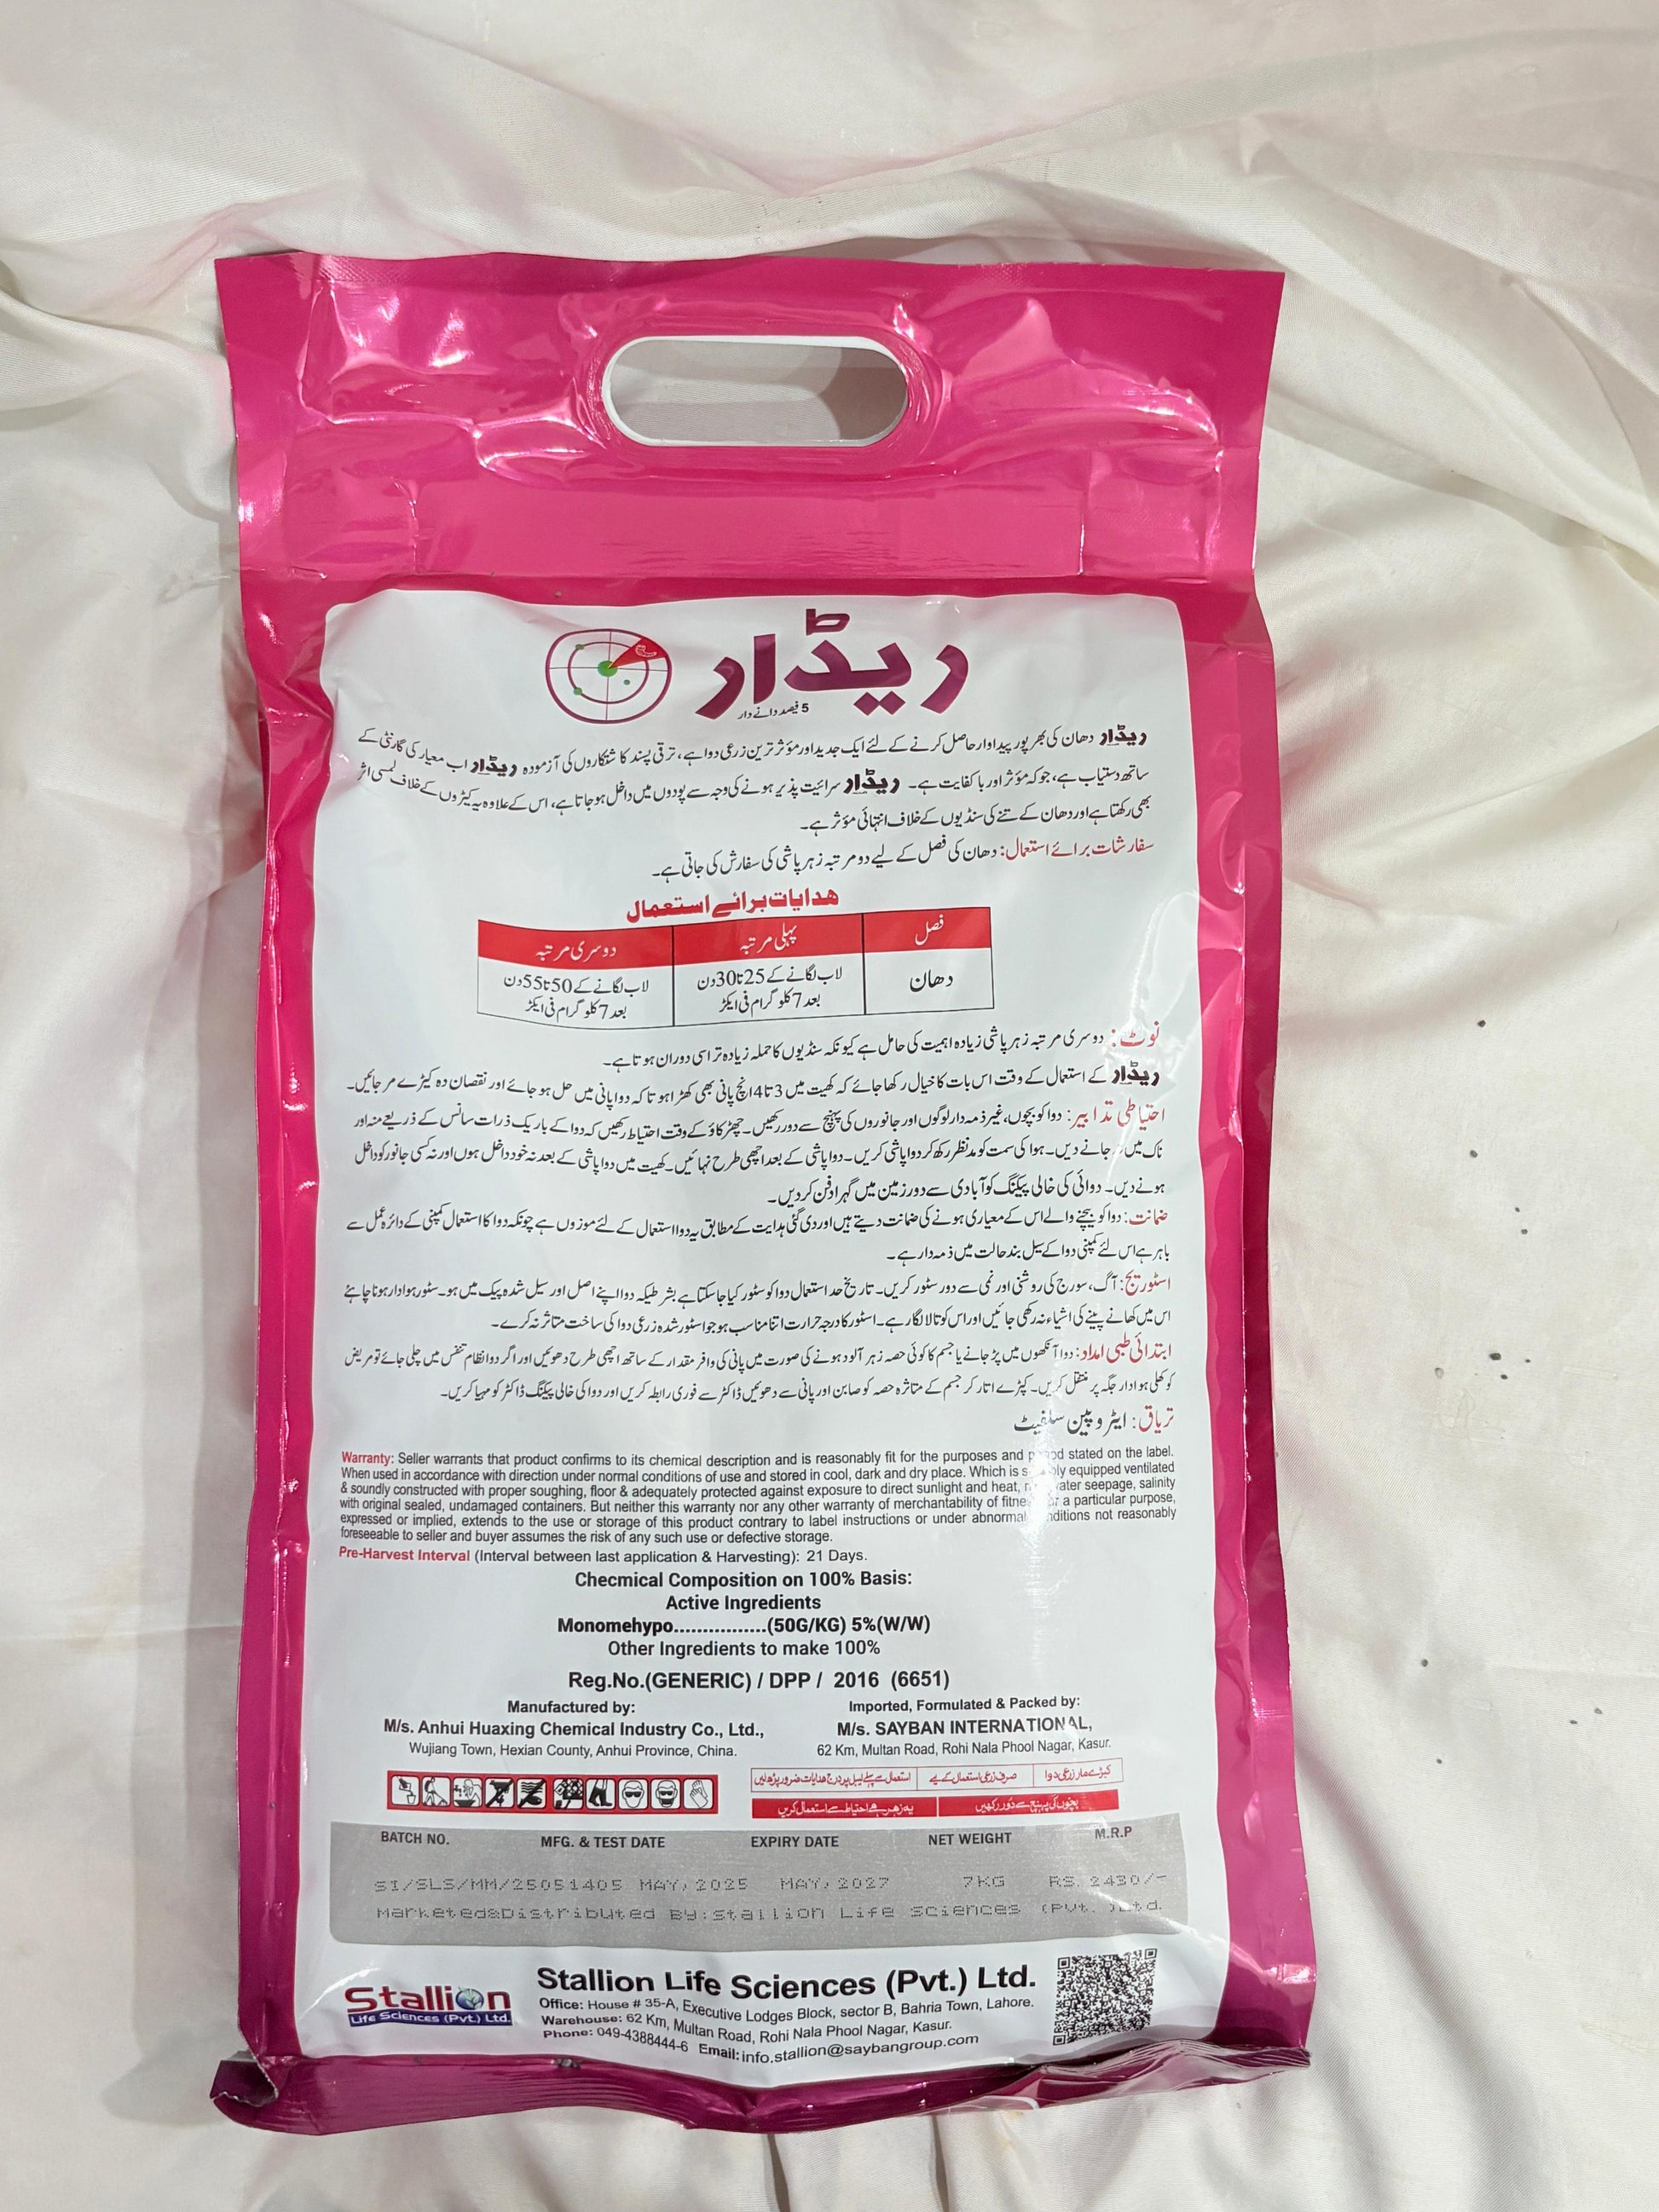 ریڈار
5 فیصد دانے دار
ریڈار دھان کی بھرپور پیداوار حاصل کرنے کے لئے ایک جدید اور مؤثر ترین زرعی دوا ہے، ترقی پسند کاشتکاروں کی آزمودہ ریڈار اب معیار کی گارنٹی کے
ساتھ دستیاب ہے، جو کہ مؤثر اور باکفایت ہے۔ ریڈار سرائیت پذیر ہونے کی وجہ سے پودوں میں داخل ہو جاتا ہے، اس کے علاوہ یہ کیڑوں کے خلاف لمسی اثر
بھی رکھتا ہے اور دھان کے تنے کی سنڈیوں کے خلاف انتہائی مؤثر ہے۔
سفارشات برائے استعمال: دھان کی فصل کے لیے دو مرتبہ زہر پاشی کی سفارش کی جاتی ہے۔
ھدایات برائے استعمال
فصل پہلی مرتبہ دوسری مرتبہ
دھان لاب لگانے کے 25 تا 30 دن لاب لگانے کے 50 تا 55 دن
بعد 7 کلو گرام فی ایکڑ بعد 7 کلو گرام فی ایکڑ
نوٹ: دوسری مرتبہ زہر پاشی زیادہ اہمیت کی حامل ہے کیونکہ سنڈیوں کا حملہ زیادہ تر اسی دوران ہوتا ہے۔
ریڈار کے استعمال کے وقت اس بات کا خیال رکھا جائے کہ کھیت میں 3 تا 4 انچ پانی بھی کھڑا ہو تاکہ دوا پانی میں حل ہو جائے اور نقصان دہ کیڑے مر جائیں۔
احتیاطی تدابیر: دوا کو بچوں، غیر ذمہ دار لوگوں اور جانوروں کی پہنچ سے دور رکھیں۔ چھڑکاؤ کے وقت احتیاط رکھیں کہ دوا کے باریک ذرات سانس کے ذریعے منہ اور
ناک میں جانے دیں۔ ہوا کی سمت کو مدنظر رکھ کر دوا پاشی کریں۔ دوا پاشی کے بعد اچھی طرح نہائیں۔ کھیت میں دوا پاشی کے بعد نہ خود داخل ہوں اور نہ کسی جانور کو داخل
ہونے دیں۔ دوائی کی خالی پیکنگ کو آبادی سے دور زمین میں گہرا دفن کر دیں۔
ضمانت: دوا کو بیچنے والے اس کے معیاری ہونے کی ضمانت دیتے ہیں اور دی گئی ہدایت کے مطابق یہ دوا استعمال کے لئے موزوں ہے چونکہ دوا کا استعمال کمپنی کے دائرہ عمل سے
باہر ہے اس لئے کمپنی دوا کے سیل بند حالت میں ذمہ دار ہے۔
اسٹوریج: آگ، سورج کی روشنی اور نمی سے دور سٹور کریں۔ تاریخ حد استعمال دوا کو سٹور کیا جا سکتا ہے بشرطیکہ دوا اپنے اصل اور سیل شدہ پیک میں ہو۔ سٹور ہوادار ہونا چاہئے
اس میں کھانے پینے کی اشیاء نہ رکھی جائیں اور اس کو تالا لگا رہے۔ اسٹور کا درجہ حرارت اتنا مناسب ہو جو اسٹور شدہ زرعی دوا کی ساخت متاثر نہ کرے۔
ابتدائی طبی امداد: دوا آنکھوں میں پڑ جانے یا جسم کا کوئی حصہ زہر آلود ہونے کی صورت میں پانی کی وافر مقدار کے ساتھ اچھی طرح دھوئیں اور اگر دوا نظام تنفس میں چلی جائے تو مریض
کو کھلی ہوادار جگہ پر منتقل کریں۔ کپڑے اتار کر جسم کے متاثرہ حصہ کو صابن اور پانی سے دھوئیں ڈاکٹر سے فوری رابطہ کریں اور دوا کی خالی پیکنگ ڈاکٹر کو مہیا کریں۔
تریاق: ایٹروپین سلفیٹ
Warranty: Seller warrants that product confirms to its chemical description and is reasonably fit for the purposes and stated on the label.
When used in accordance with direction under normal conditions of use and stored in cool, dark and dry place. Which is equipped ventilated
& soundly constructed with proper soughing, floor & adequately protected against exposure to direct sunlight and heat, seepage, salinity
with original sealed, undamaged containers. But neither this warranty nor any other warranty of merchantability of a particular purpose,
expressed or implied, extends to the use or storage of this product contrary to label instructions or under abnormal not reasonably
foreseeable to seller and buyer assumes the risk of any such use or defective storage.
Pre-Harvest Interval (Interval between last application & Harvesting): 21 Days.
Checmical Composition on 100% Basis:
Active Ingredients
Monomehypo................(50G/KG) 5%(W/W)
Other Ingredients to make 100%
Reg.No.(GENERIC) / DPP / 2016 (6651)
Manufactured by:
M/s. Anhui Huaxing Chemical Industry Co., Ltd.,
Wujiang Town, Hexian County, Anhui Province, China.
Imported, Formulated & Packed by:
M/s. SAYBAN INTERNATIONAL,
62 Km, Multan Road, Rohi Nala Phool Nagar, Kasur.
کیڑے مار زرعی دوا صرف زرعی استعمال کے لیے استعمال سے پہلے لیبل پر درج ھدایات ضرور پڑھ لیں
بچوں کی پہنچ سے دور رکھیں یہ زھر ھے احتیاط سے استعمال کریں
BATCH NO. MFG. & TEST DATE EXPIRY DATE NET WEIGHT M.R.P
SI/SLS/MM/25051405 MAY, 2025 MAY, 2027 7KG RS. 2430/-
Marketed&Distributed By:Stallion Life Sciences (Pvt. )Ltd.
Stallion
Life Sciences (Pvt.) Ltd.
Stallion Life Sciences (Pvt.) Ltd.
Office: House # 35-A, Executive Lodges Block, sector B, Bahria Town, Lahore.
Warehouse: 62 Km, Multan Road, Rohi Nala Phool Nagar, Kasur.
Phone: 049-4388444-6 Email:info.stallion@saybangroup.com